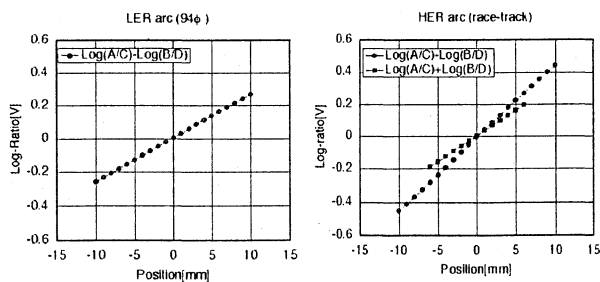 LER arc (94ϕ)
Log(A/C)-Log(B/D)
0.6
0.4
0.2
0
-0.2
-0.4
-0.6
Log-Ratio[V]
-15 -10 -5 0 5 10 15
Position[mm]
HER arc (race-track)
Log(A/C)-Log(B/D)
Log(A/C)+Log(B/D)
0.6
0.4
0.2
0
-0.2
-0.4
-0.6
Log-ratio[V]
-15 -10 -5 0 5 10 15
Position[mm]